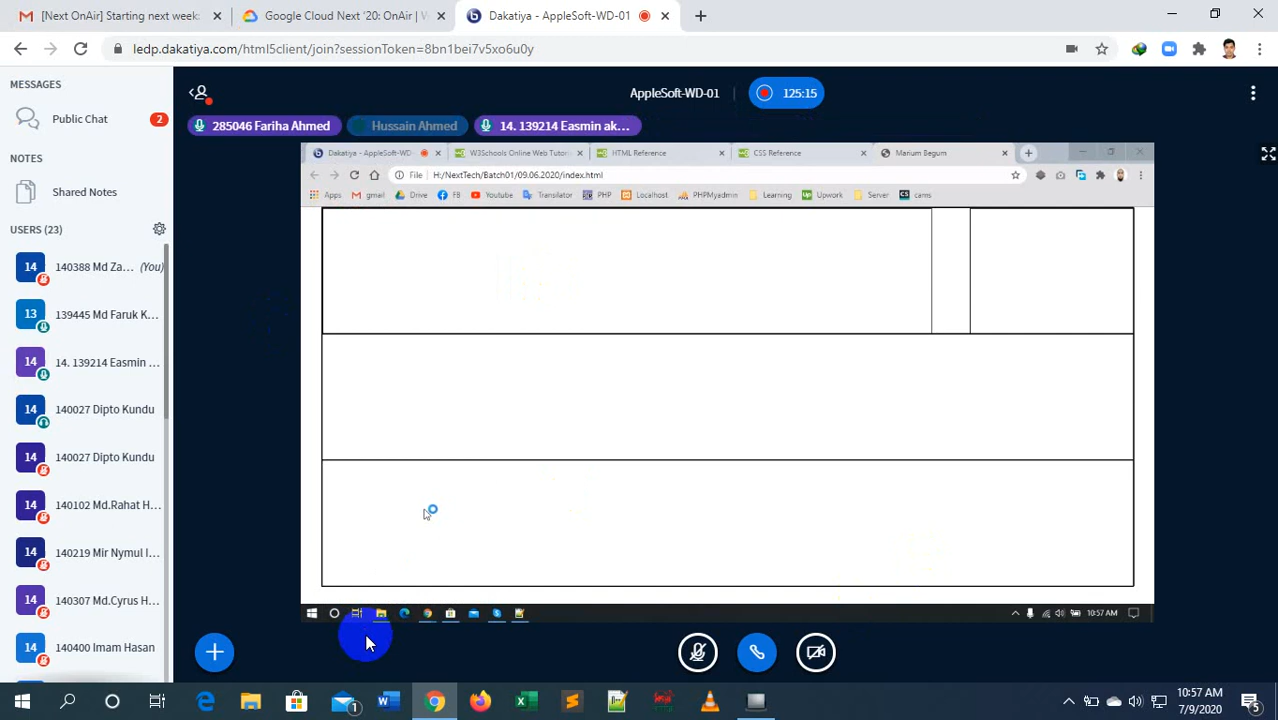 [Next OnAir] Starting next week:
Google Cloud Next '20: OnAir | W
Dakatiya - AppleSoft-WD-01
ledp.dakatiya.com/html5client/join?sessionToken=8bn1bei7v5xo6u0y
MESSAGES
Public Chat
2
NOTES
Shared Notes
USERS (23)
14
140388 Md Za... (You)
13
139445 Md Faruk K...
14
14. 139214 Easmin ...
14
140027 Dipto Kundu
14
140027 Dipto Kundu
14
140102 Md.Rahat H...
14
140219 Mir Nymul I...
14
140307 Md.Cyrus H...
14
140400 Imam Hasan
AppleSoft-WD-01
125:15
285046 Fariha Ahmed
Hussain Ahmed
14. 139214 Easmin ak...
Dakatiya - AppleSoft-WD-
W3Schools Online Web Tutori
HTML Reference
CSS Reference
Marium Begum
File
H:/NextTech/Batch01/09.06.2020/index.html
Apps
gmail
Drive
FB
Youtube
Translator
PHP
Localhost
PHPMyadmin
Learning
Upwork
Server
cams
10:57 AM
1
10:57 AM
7/9/2020
5